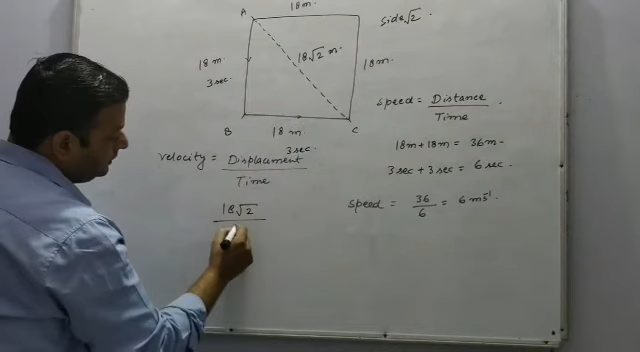 18 m.
A
side√2.
18 m.
18√2 m.
18 m.
3 sec.
speed = Distance
Time
B
18 m.
C
3 sec.
18m + 18m = 36m
velocity = Displacement
Time
3 sec + 3 sec = 6 sec.
18√2
speed = 36/6 = 6 ms⁻¹